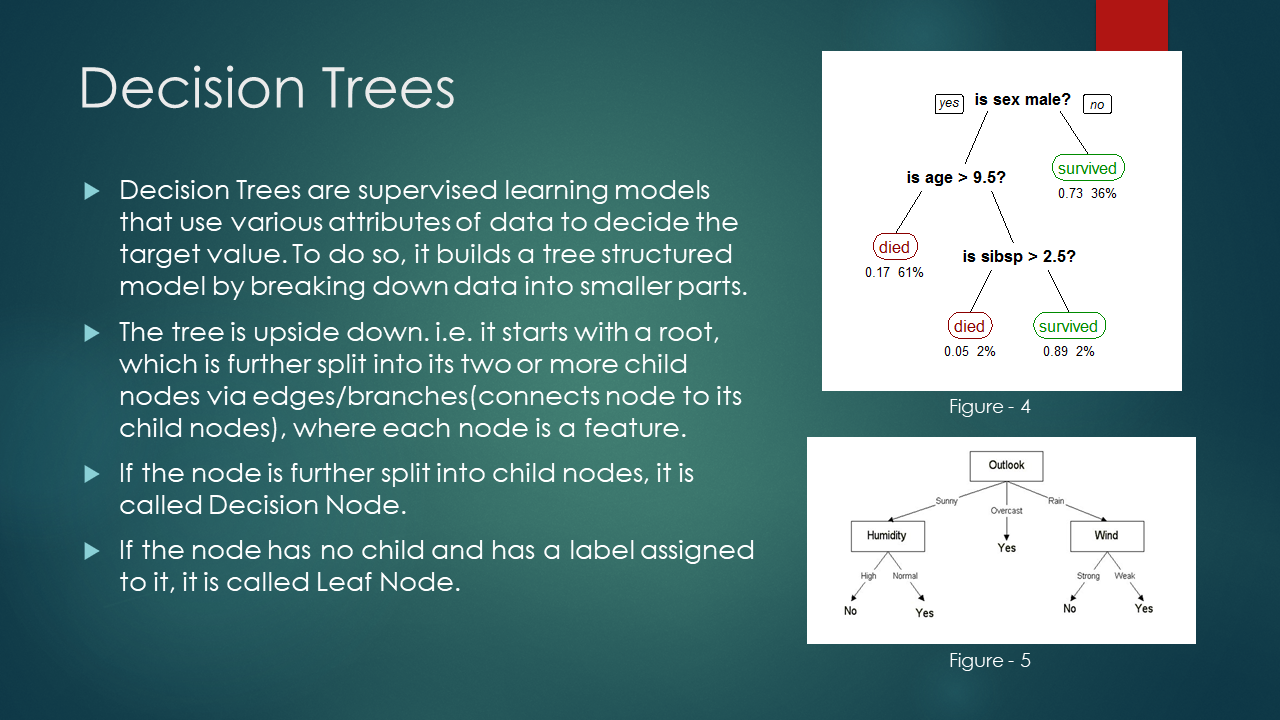 Decision Trees
Decision Trees are supervised learning models
that use various attributes of data to decide the
target value. To do so, it builds a tree structured
model by breaking down data into smaller parts.
The tree is upside down. i.e. it starts with a root,
which is further split into its two or more child
nodes via edges/branches(connects node to its
child nodes), where each node is a feature.
If the node is further split into child nodes, it is
called Decision Node.
If the node has no child and has a label assigned
to it, it is called Leaf Node.
yes is sex male? no
survived
0.73 36%
is age > 9.5?
died
0.17 61%
is sibsp > 2.5?
died survived
0.05 2% 0.89 2%
Figure - 4
Outlook
Sunny Overcast Rain
Humidity Yes Wind
High Normal Strong Weak
No Yes No Yes
Figure - 5